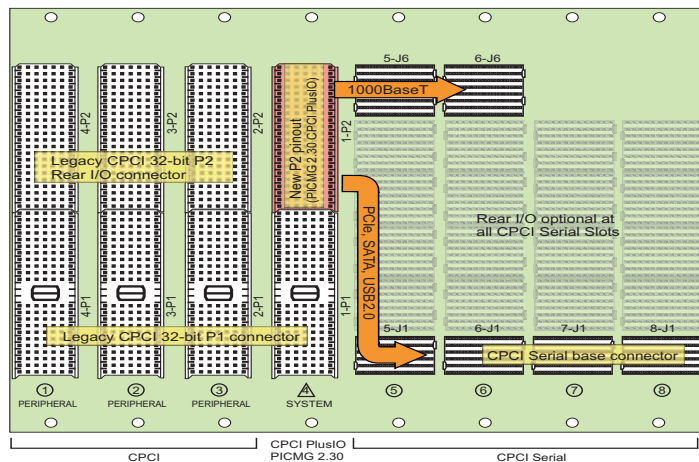 5-J6
6-J6
1000BaseT
4-P2
3-P2
2-P2
New P2 pinout
(PICMG 2.30 CPCI PlusIO)
1-P2
Legacy CPCI 32-bit P2
Rear I/O connector
PCIe, SATA, USB2.0
Rear I/O optional at
all CPCI Serial Slots
4-P1
3-P1
2-P1
1-P1
Legacy CPCI 32-bit P1 connector
5-J1
6-J1
7-J1
8-J1
CPCI Serial base connector
1
2
3
4
5
6
7
8
PERIPHERAL
PERIPHERAL
PERIPHERAL
SYSTEM
CPCI
CPCI PlusIO
PICMG 2.30
CPCI Serial